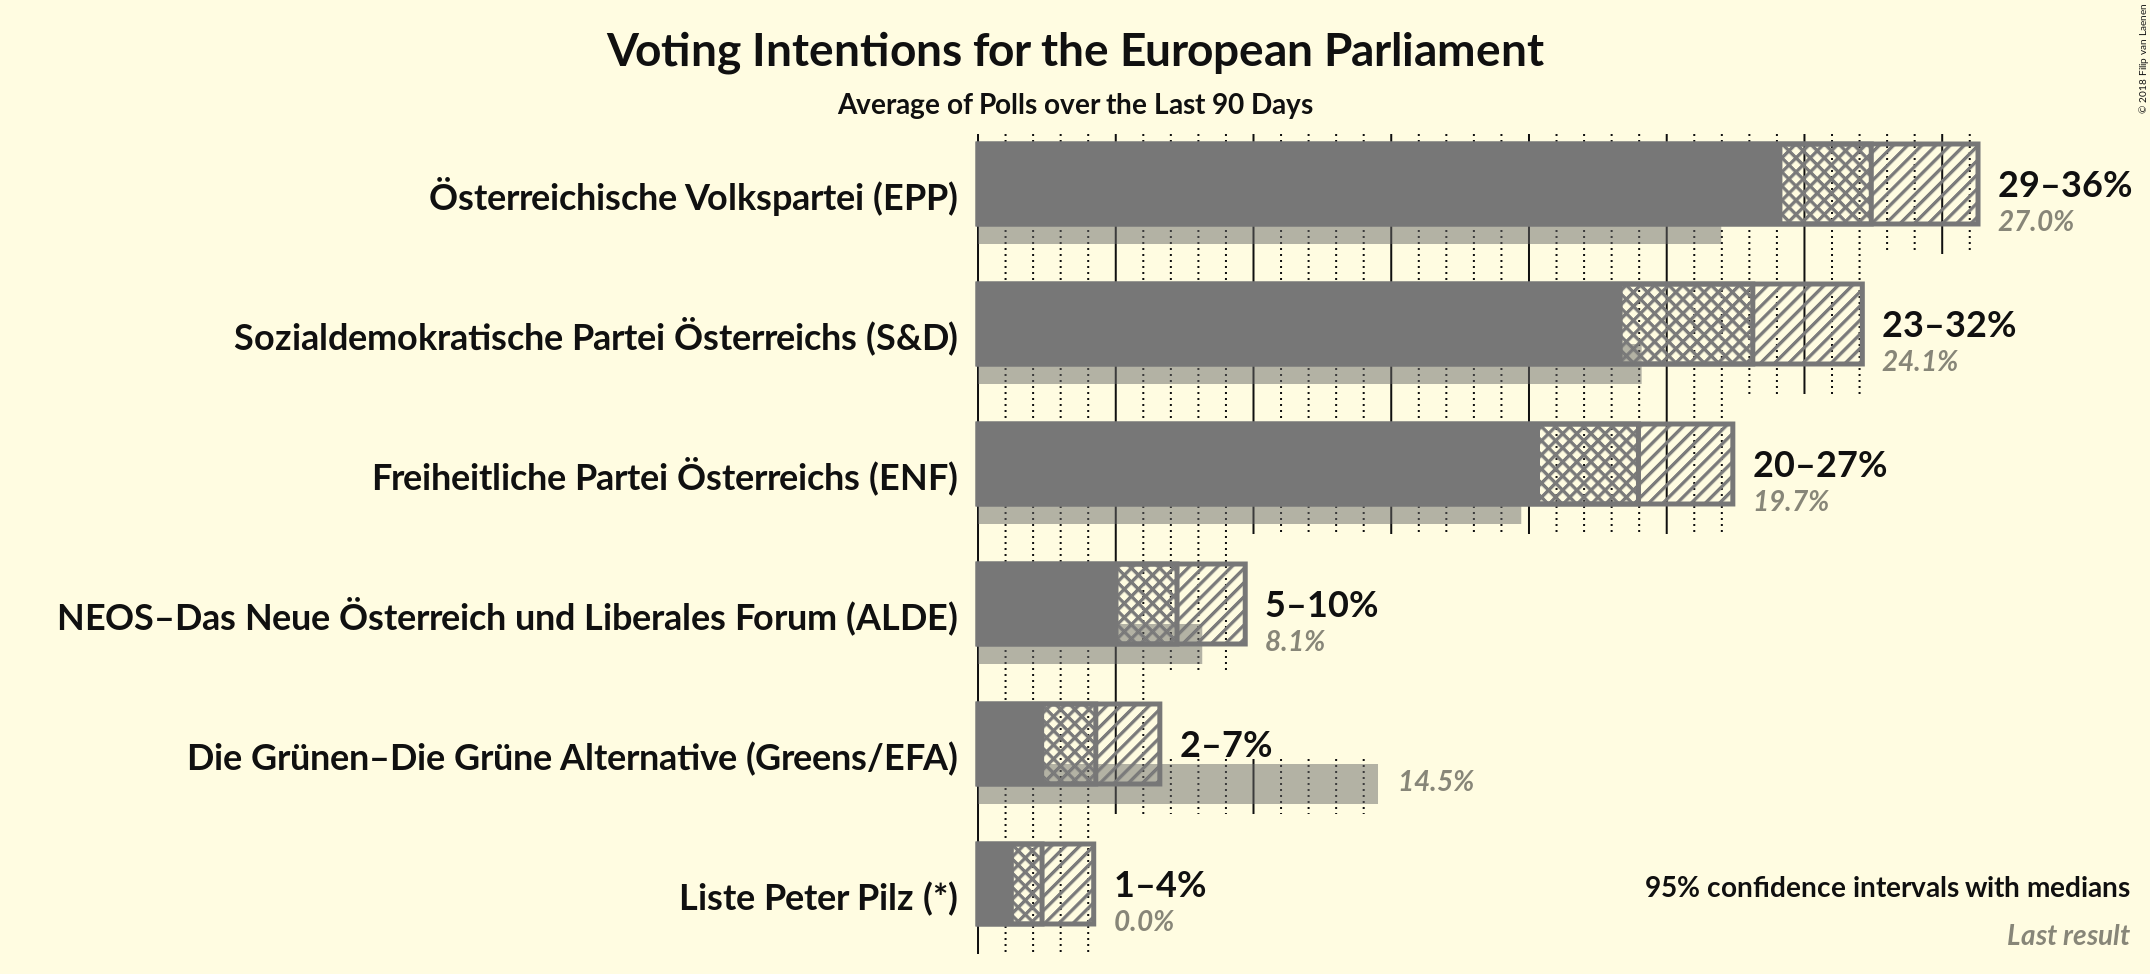 Voting Intentions for the European Parliament
Average of Polls over the Last 90 Days
© 2018 Filip van Laenen
Österreichische Volkspartei (EPP)
29–36%
27.0%
Sozialdemokratische Partei Österreichs (S&D)
23–32%
24.1%
Freiheitliche Partei Österreichs (ENF)
20–27%
19.7%
NEOS–Das Neue Österreich und Liberales Forum (ALDE)
5–10%
8.1%
Die Grünen–Die Grüne Alternative (Greens/EFA)
2–7%
14.5%
Liste Peter Pilz (*)
1–4%
0.0%
95% confidence intervals with medians
Last result